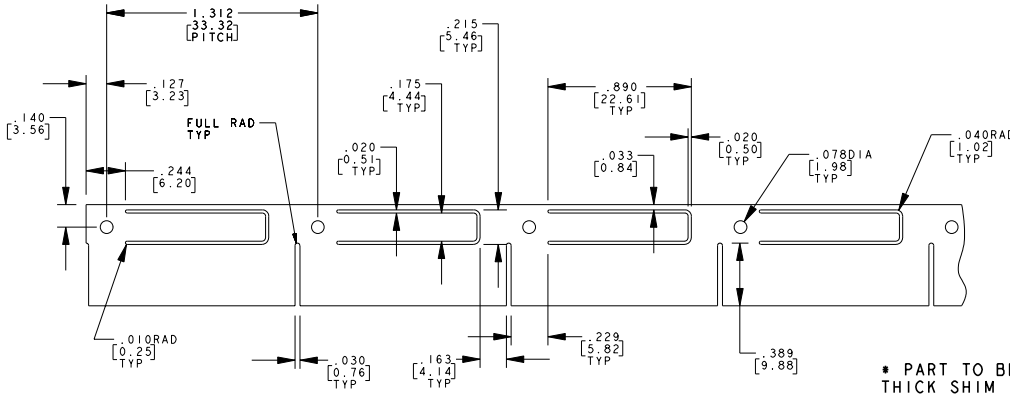 1.312
[33.32]
PITCH
.127
[3.23]
.140
[3.56]
.244
[6.20]
FULL RAD
TYP
.020
[0.51]
TYP
.175
[4.44]
TYP
.215
[5.46]
TYP
.890
[22.61]
TYP
.033
[0.84]
.020
[0.50]
TYP
.078DIA
[1.98]
TYP
.040RAD
[1.02]
TYP
.010RAD
[0.25]
TYP
.030
[0.76]
TYP
.163
[4.14]
TYP
.229
[5.82]
TYP
.389
[9.88]
* PART TO BE
THICK SHIM